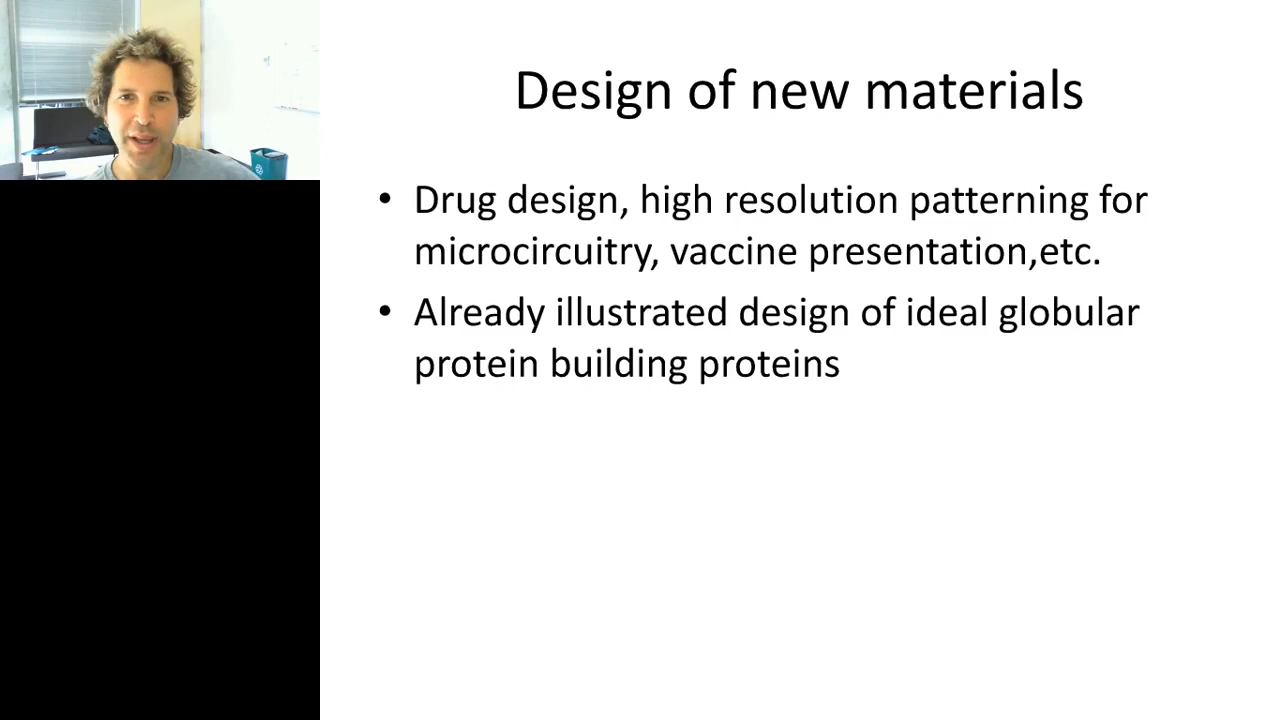 Design of new materials
• Drug design, high resolution patterning for
microcircuitry, vaccine presentation,etc.
• Already illustrated design of ideal globular
protein building proteins